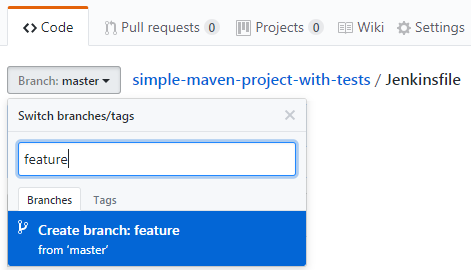 Code Pull requests 0 Projects 0 Wiki Settings
Branch: master simple-maven-project-with-tests / Jenkinsfile
Switch branches/tags
feature
Branches Tags
Create branch: feature
from ‘master’